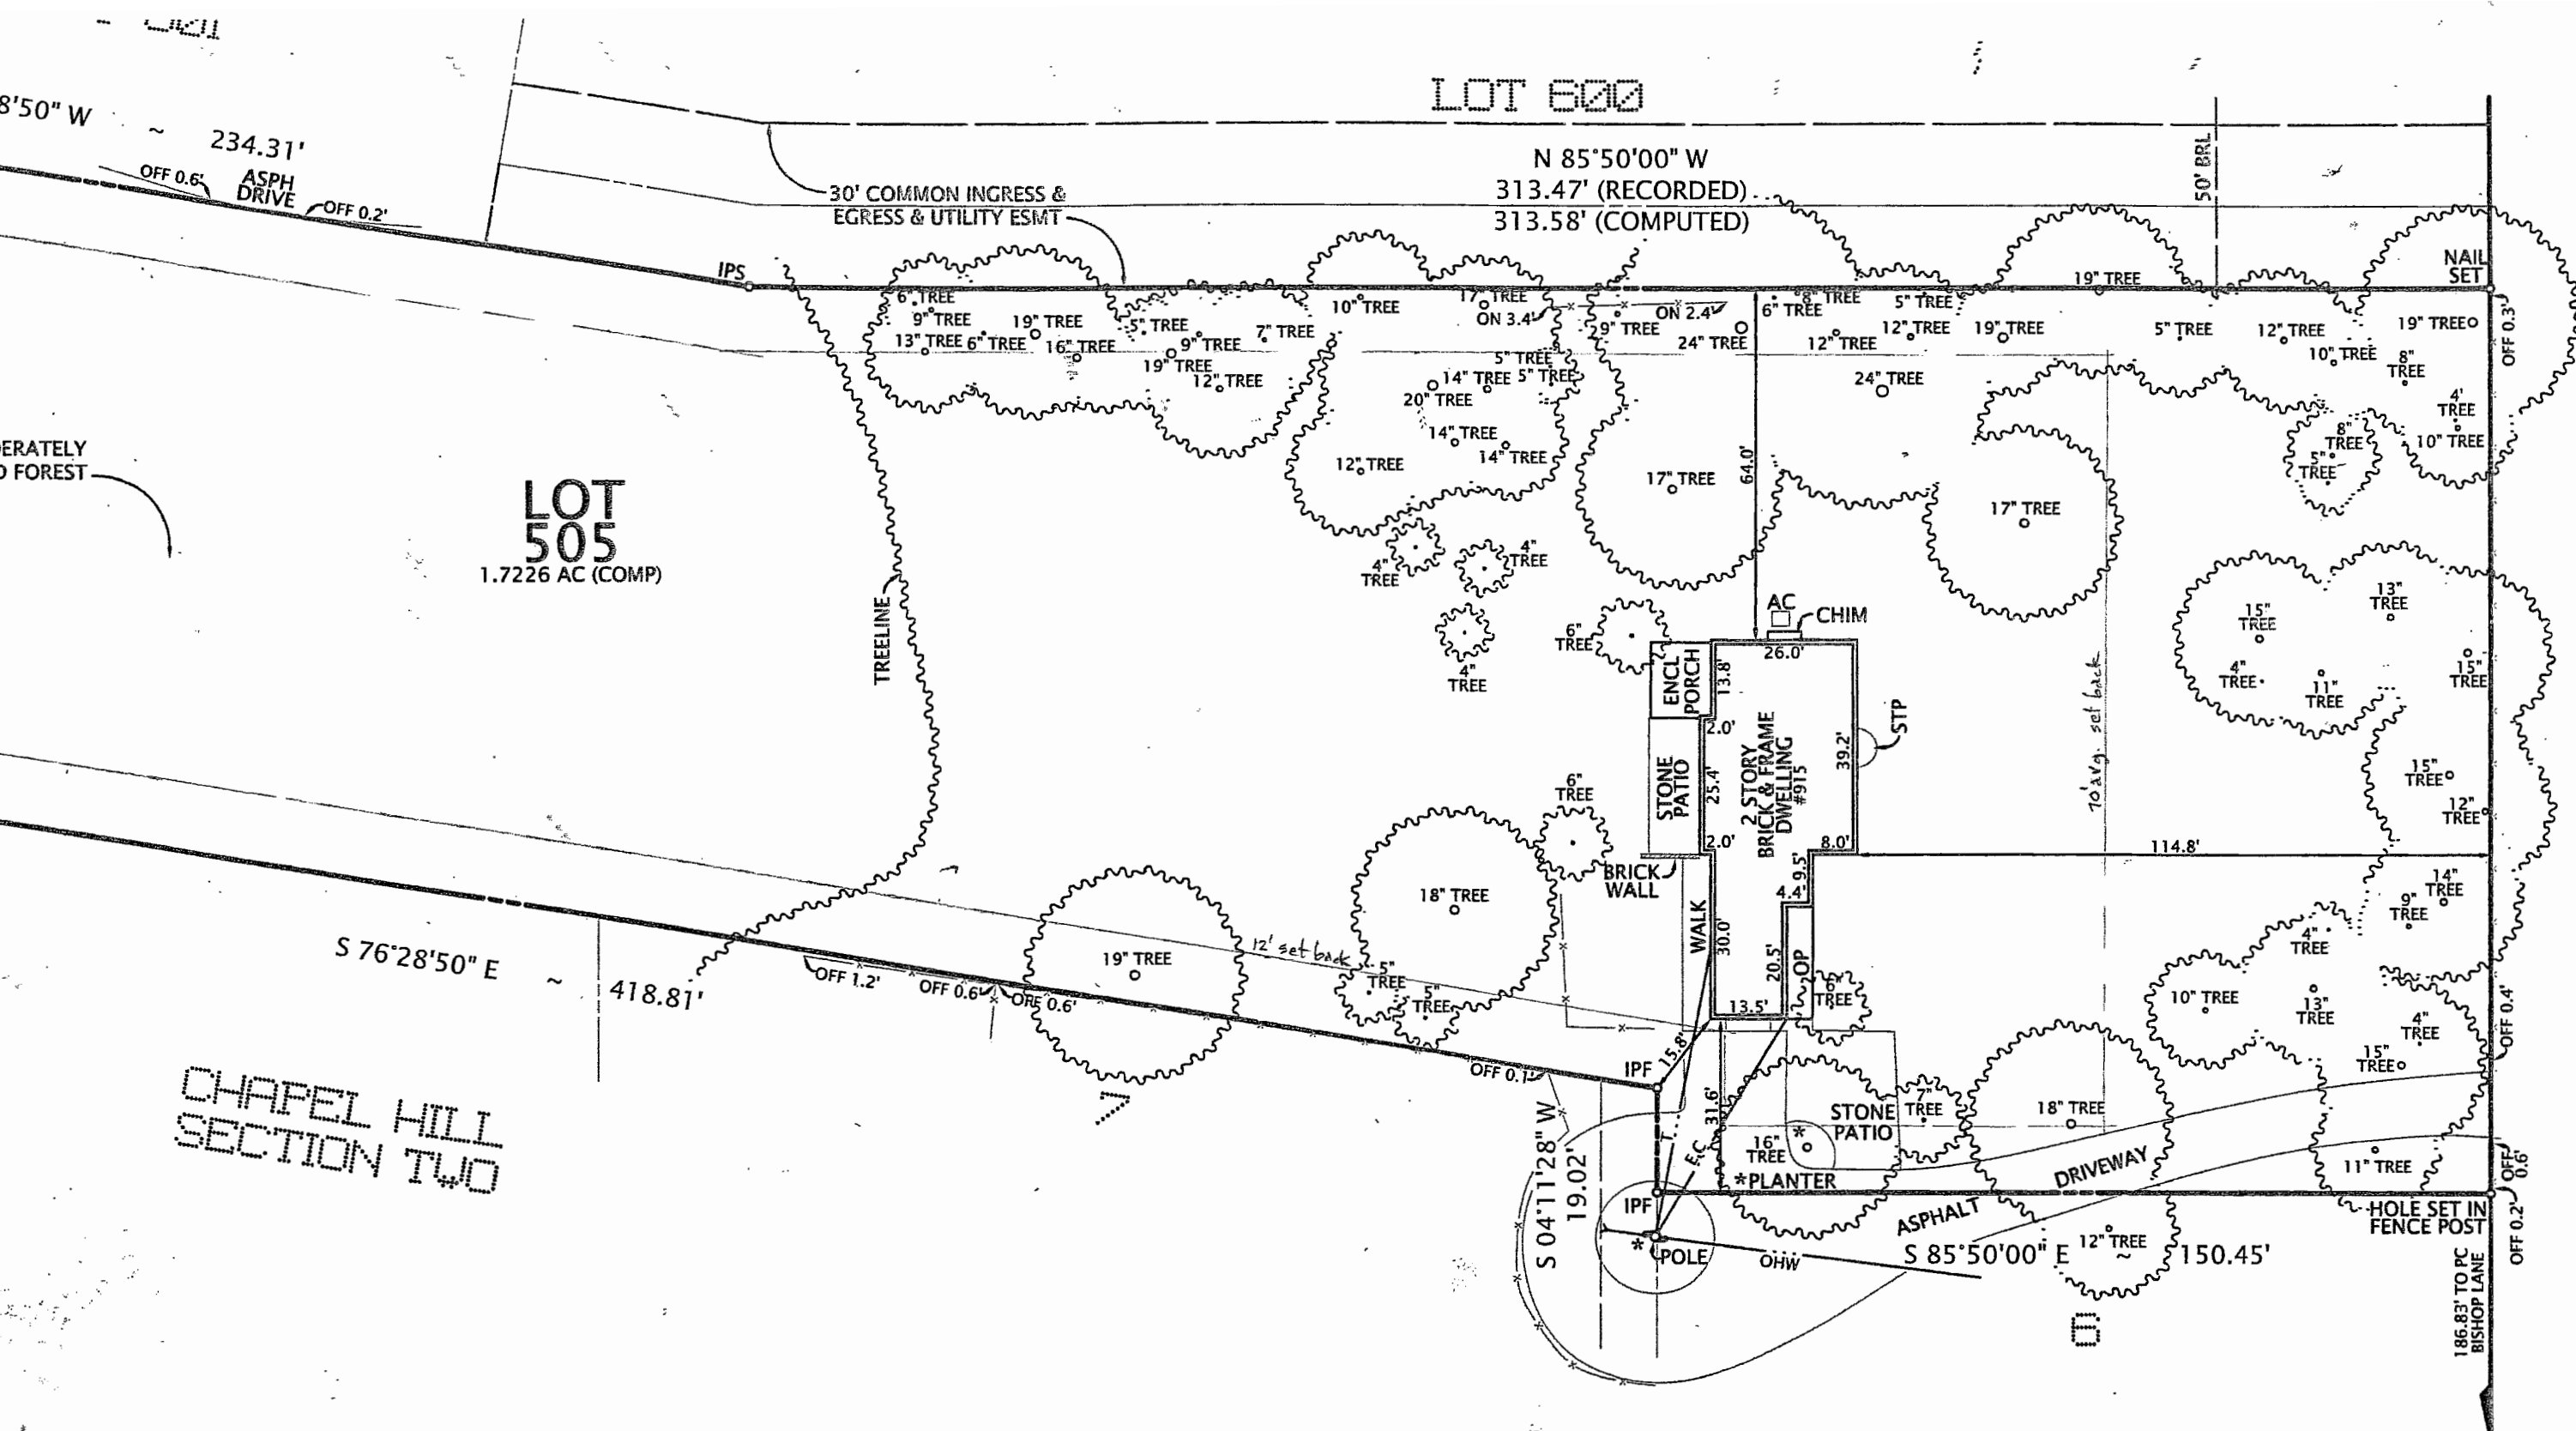 8'50" W ~ 234.31'
OFF 0.6'
ASPH
DRIVE
OFF 0.2'
LOT 600
N 85°50'00" W
313.47' (RECORDED)
313.58' (COMPUTED)
30' COMMON INGRESS &
EGRESS & UTILITY ESMT
50' BRL
NAIL
SET
IPS
6" TREE
9" TREE
13" TREE
6" TREE
19" TREE
16" TREE
5" TREE
9" TREE
19" TREE
12" TREE
7" TREE
10" TREE
17" TREE
ON 3.4'
9" TREE
ON 2.4'
24" TREE
6" TREE
8" TREE
5" TREE
12" TREE
12" TREE
19" TREE
24" TREE
19" TREE
5" TREE
12" TREE
10" TREE
19" TREE
8"
TREE
4'
TREE
10" TREE
8"
TREE
5"
TREE
OFF 0.3'
5" TREE
5" TREE
14" TREE
20" TREE
14" TREE
14" TREE
12" TREE
17" TREE
64.0'
17" TREE
ERATELY
FOREST
LOT
505
1.7226 AC (COMP)
TREELINE
4"
TREE
4"
TREE
4"
TREE
6"
TREE
AC
CHIM
26.0'
ENCL
PORCH
13.8'
2.0'
STONE
PATIO
25.4'
2 STORY
BRICK & FRAME
DWELLING
#915
39.2'
STP
2.0'
8.0'
9.5'
4.4'
BRICK
WALL
WALK
30.0'
20.5'
OP
13.5'
6"
TREE
6"
TREE
70' avg. set back
114.8'
15"
TREE
13"
TREE
4"
TREE
11"
TREE
15"
TREE
15"
TREE
12"
TREE
14"
TREE
9"
TREE
4"
TREE
10" TREE
13"
TREE
4"
TREE
15"
TREE
OFF 0.4'
18" TREE
19" TREE
12' set back
5"
TREE
5"
TREE
S 76°28'50" E ~ 418.81'
OFF 1.2'
OFF 0.6'
OFF 0.6'
OFF 0.1'
IPF
15.8'
31.6'
T
E,C
S 04°11'28" W
19.02'
IPF
POLE
*
OHW
16"
TREE
*
*PLANTER
STONE
PATIO
7"
TREE
18" TREE
ASPHALT DRIVEWAY
11" TREE
OFF
0.6'
HOLE SET IN
FENCE POST
OFF 0.2'
S 85°50'00" E ~ 150.45'
12" TREE
186.83' TO PC
BISHOP LANE
CHAPEL HILL
SECTION TWO
7
6